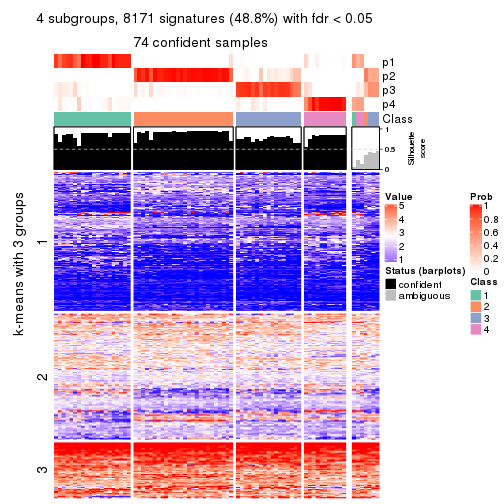 4 subgroups, 8171 signatures (48.8%) with fdr < 0.05
74 confident samples
p1
p2
p3
p4
Class
1
0.5
0
Silhouette
score
k-means with 3 groups
1
2
3
Value
5
4
3
2
1
Status (barplots)
confident
ambiguous
Prob
1
0.8
0.6
0.4
0.2
0
Class
1
2
3
4